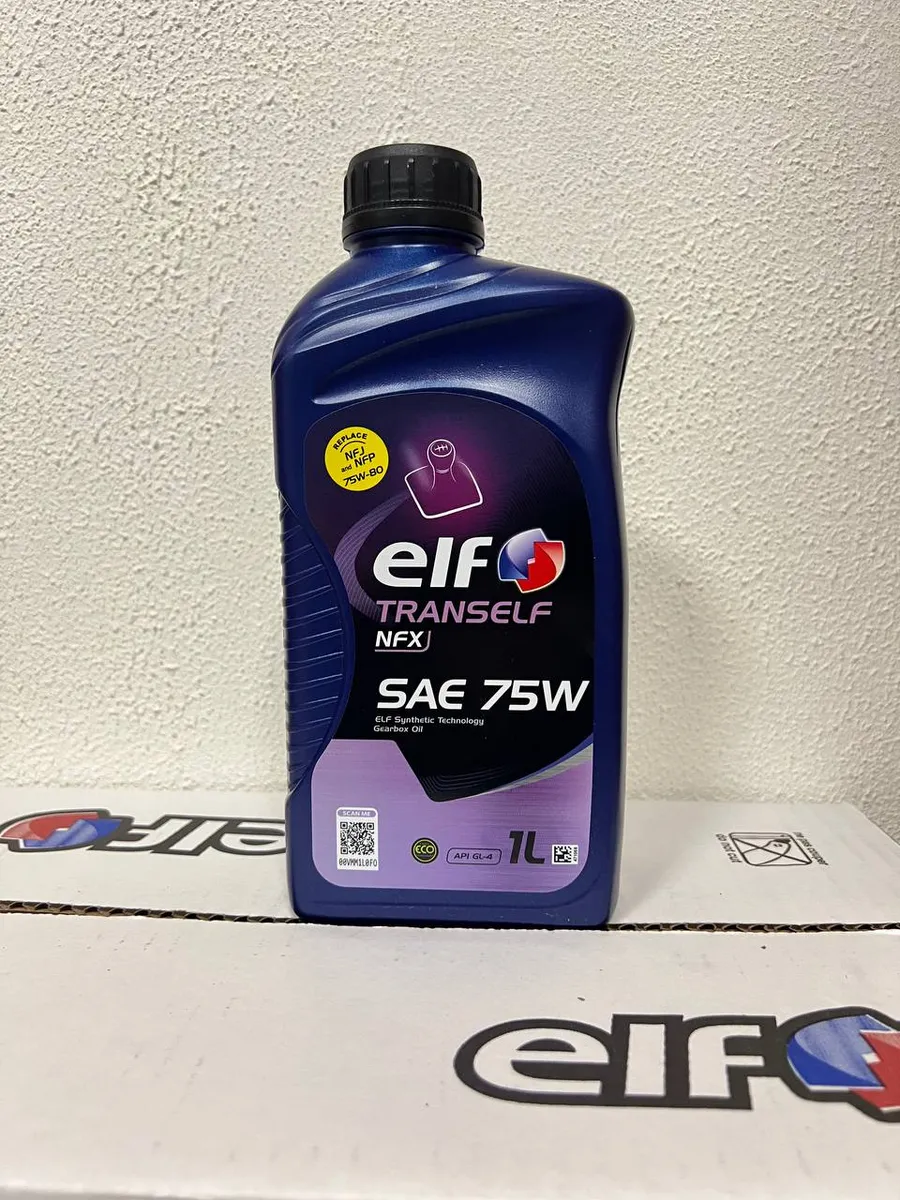 REPLACE
NFJ
and NFP
75W-80
elf
TRANSELF
NFX
SAE 75W
ELF Synthetic Technology
Gearbox Oil
SCAN ME
00VMM1L0FO
ECO
API GL-4
1L
elf
elf